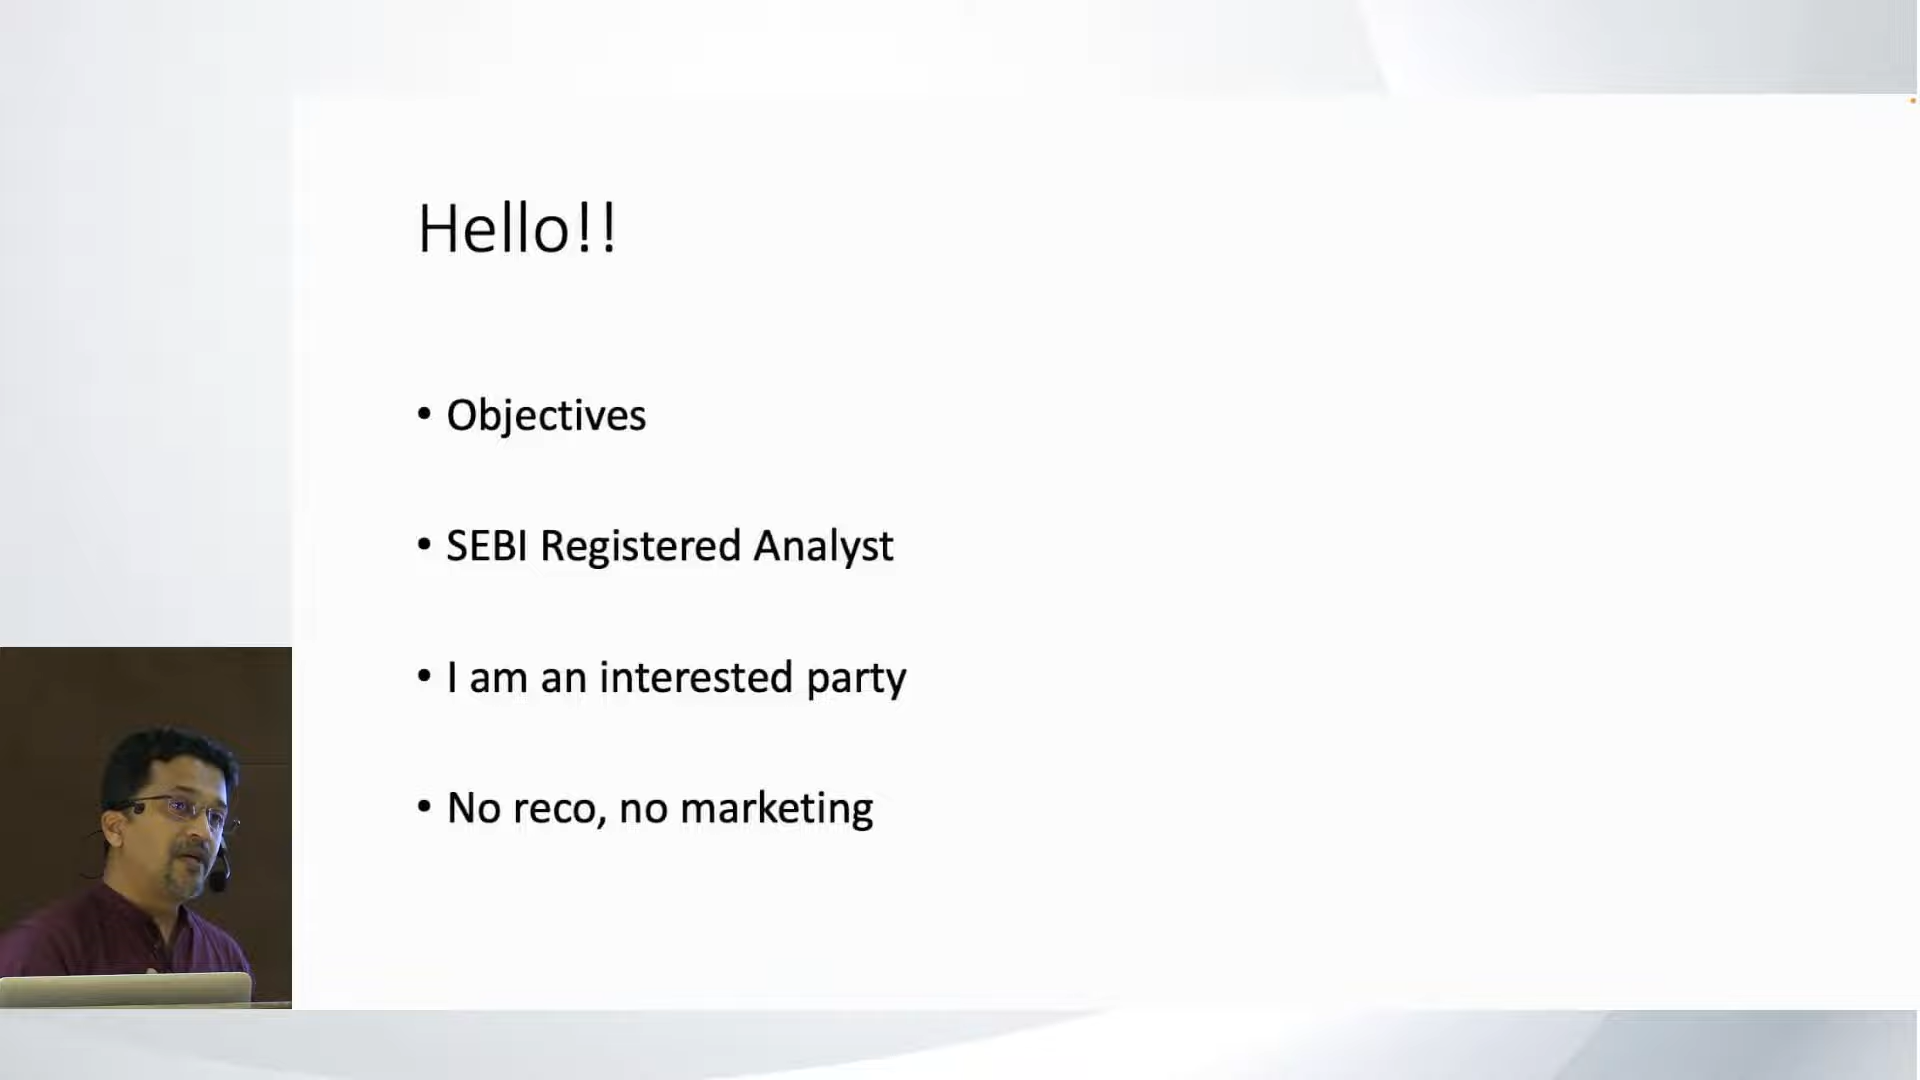 Hello!!
• Objectives
• SEBI Registered Analyst
• I am an interested party
• No reco, no marketing